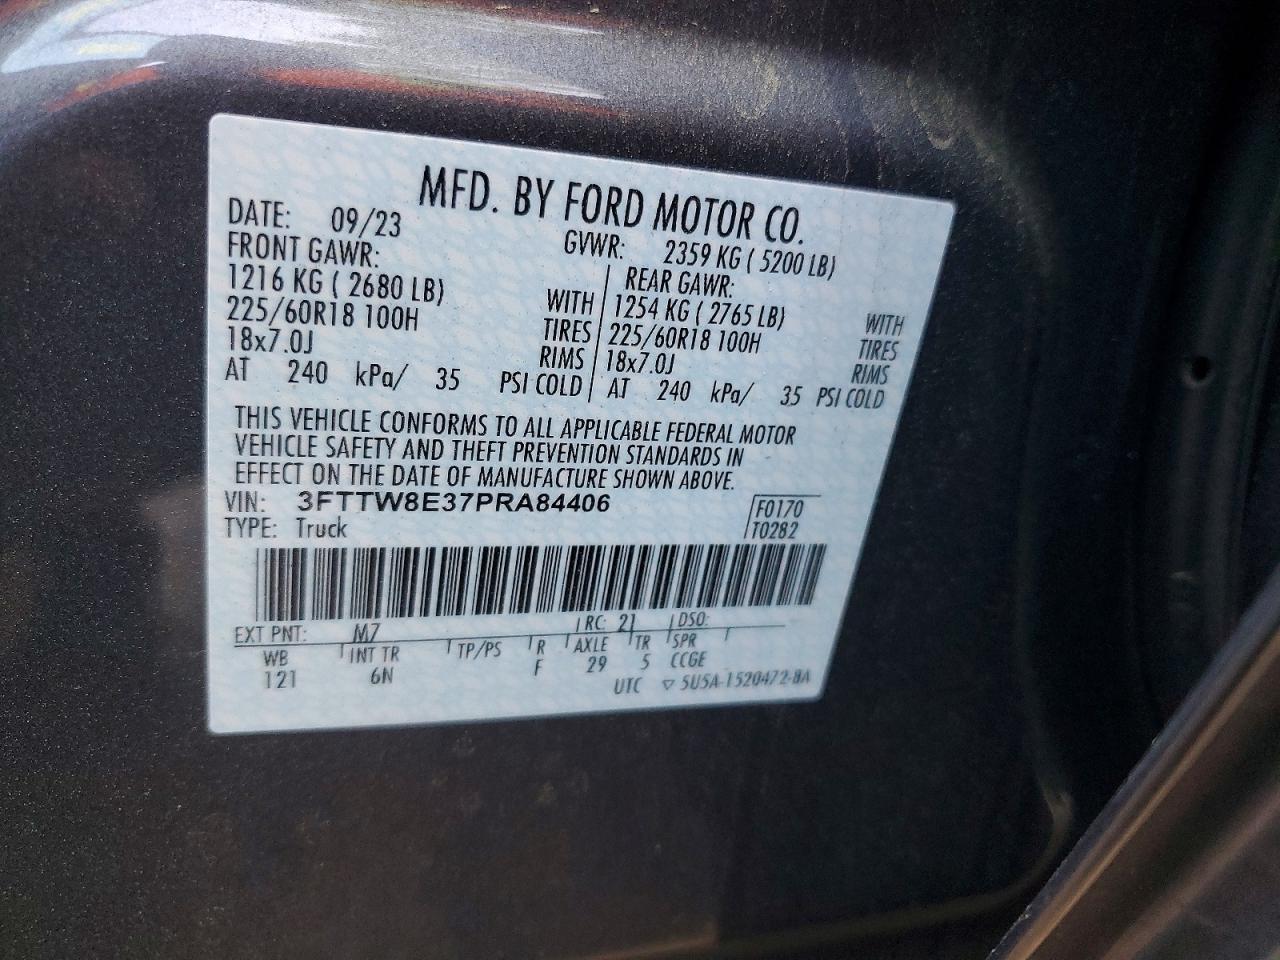 MFD. BY FORD MOTOR CO.
DATE: 09/23 GVWR: 2359 KG ( 5200 LB)
FRONT GAWR: REAR GAWR:
1216 KG ( 2680 LB) WITH 1254 KG ( 2765 LB) WITH
225/60R18 100H TIRES 225/60R18 100H TIRES
18x7.0J RIMS 18x7.0J RIMS
AT 240 kPa/ 35 PSI COLD AT 240 kPa/ 35 PSI COLD
THIS VEHICLE CONFORMS TO ALL APPLICABLE FEDERAL MOTOR
VEHICLE SAFETY AND THEFT PREVENTION STANDARDS IN
EFFECT ON THE DATE OF MANUFACTURE SHOWN ABOVE.
VIN: 3FTTW8E37PRA84406 F0170
TYPE: Truck T0282
EXT PNT: M7 RC: 21 DSO:
WB INT TR TP/PS R AXLE TR SPR
121 6N F 29 5 CCGE
UTC ▽ 5U5A-1520472-BA